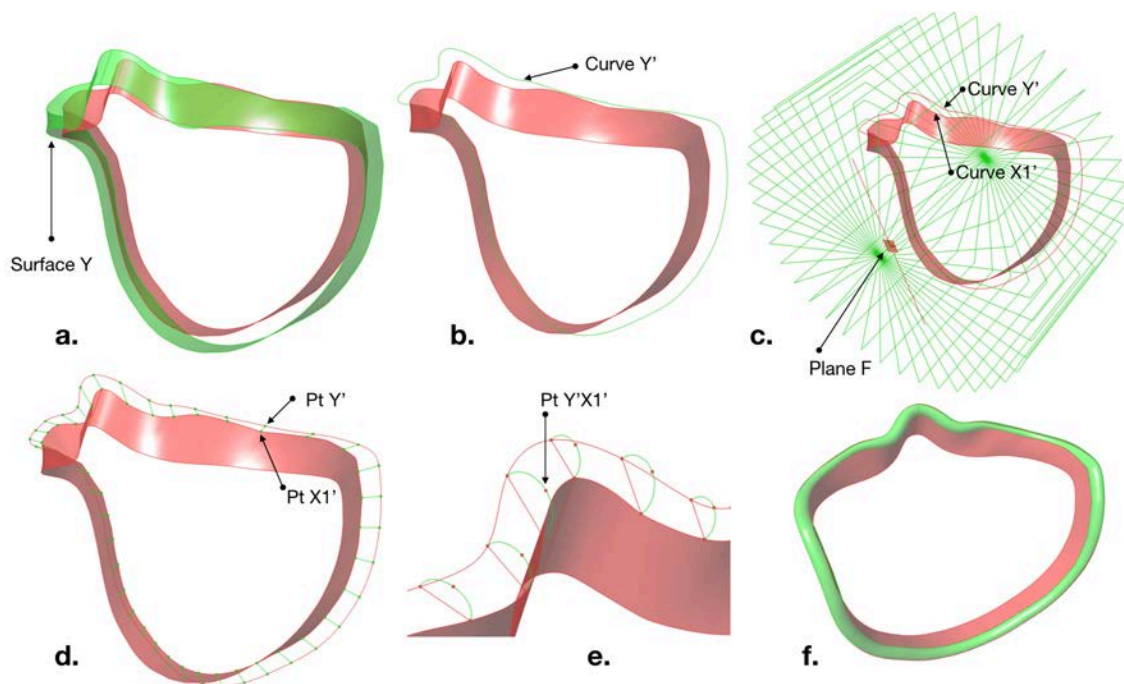 Surface Y
a.
Curve Y’
b.
Curve Y’
Curve X1’
c.
Plane F
Pt Y’
Pt X1’
d.
Pt Y’X1’
e.
f.